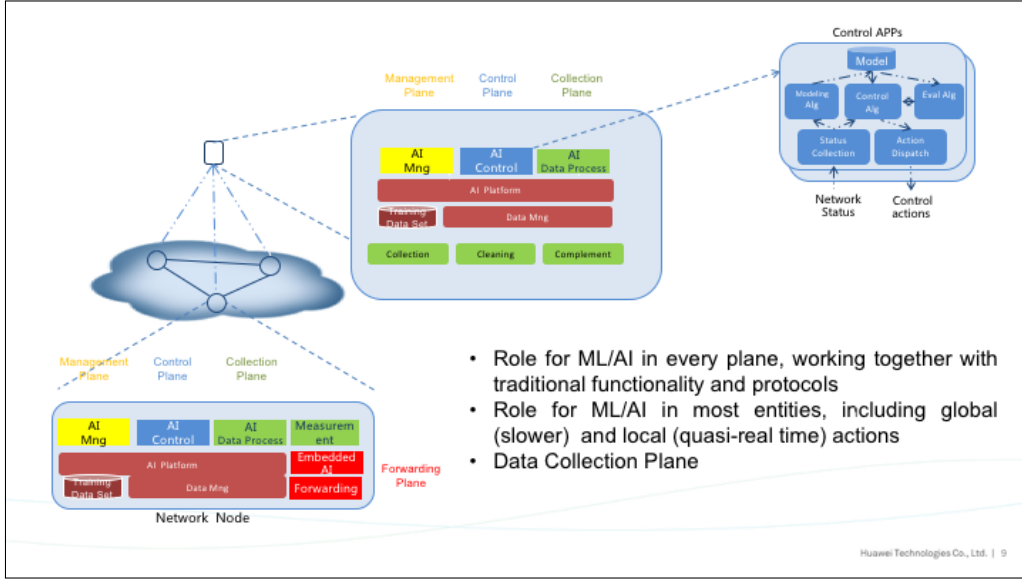 Control APPs
Model
Modeling
Alg
Control
Alg
Eval Alg
Status
Collection
Action
Dispatch
Network
Status
Control
actions
Management
Plane
Control
Plane
Collection
Plane
AI
Mng
AI
Control
AI
Data Process
AI Platform
Training
Data Set
Data Mng
Collection
Cleaning
Complement
Management
Plane
Control
Plane
Collection
Plane
AI
Mng
AI
Control
AI
Data Process
Measurem
ent
AI Platform
Embedded
AI
Training
Data Set
Data Mng
Forwarding
Forwarding
Plane
Network Node
• Role for ML/AI in every plane, working together with
traditional functionality and protocols
• Role for ML/AI in most entities, including global
(slower) and local (quasi-real time) actions
• Data Collection Plane
Huawei Technologies Co., Ltd. | 9